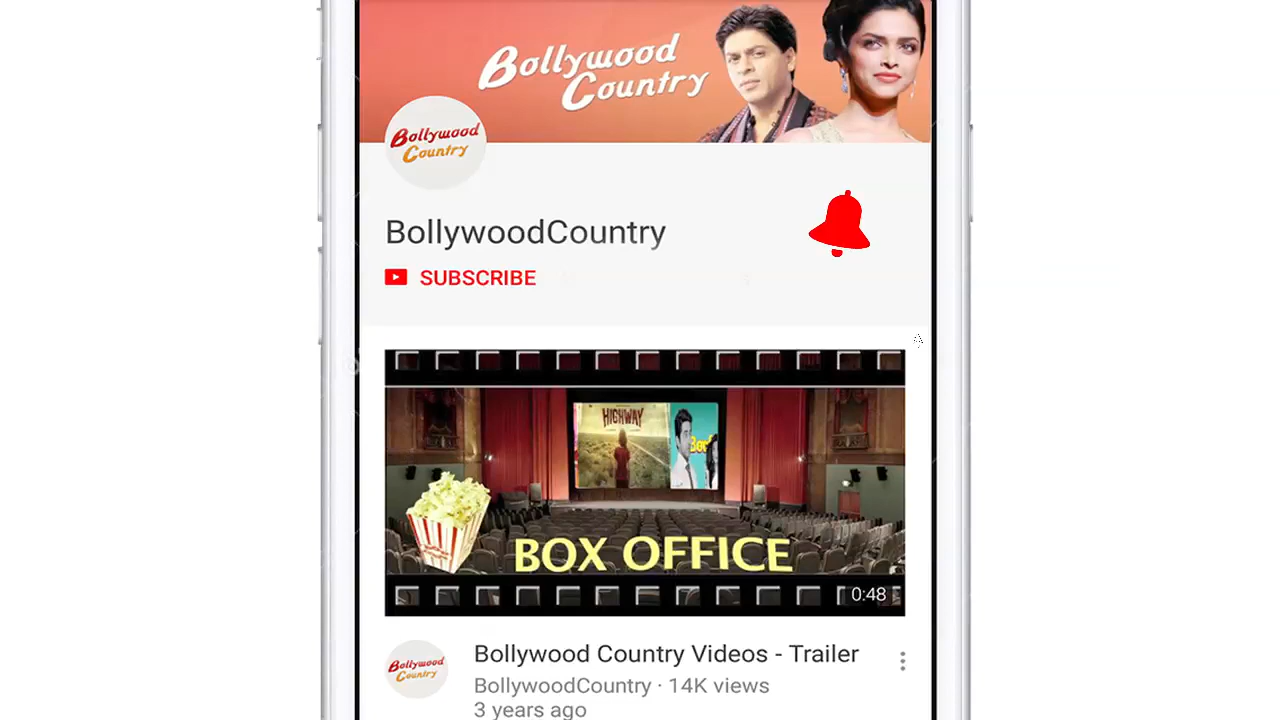 Bollywood
Country
Bollywood
Country
BollywoodCountry
SUBSCRIBE
HIGHWAY
BOX OFFICE
0:48
Bollywood
Country
Bollywood Country Videos - Trailer
BollywoodCountry · 14K views
3 years ago